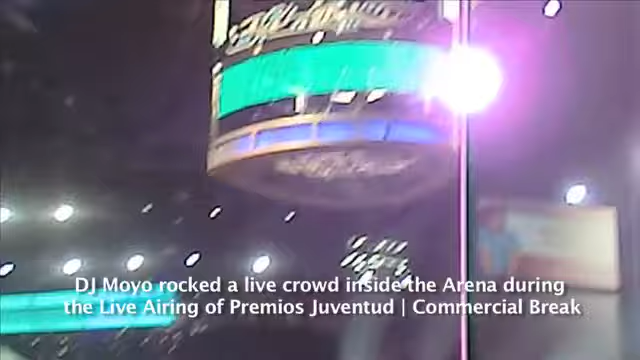 DJ Moyo rocked a live crowd inside the Arena during
the Live Airing of Premios Juventud | Commercial Break